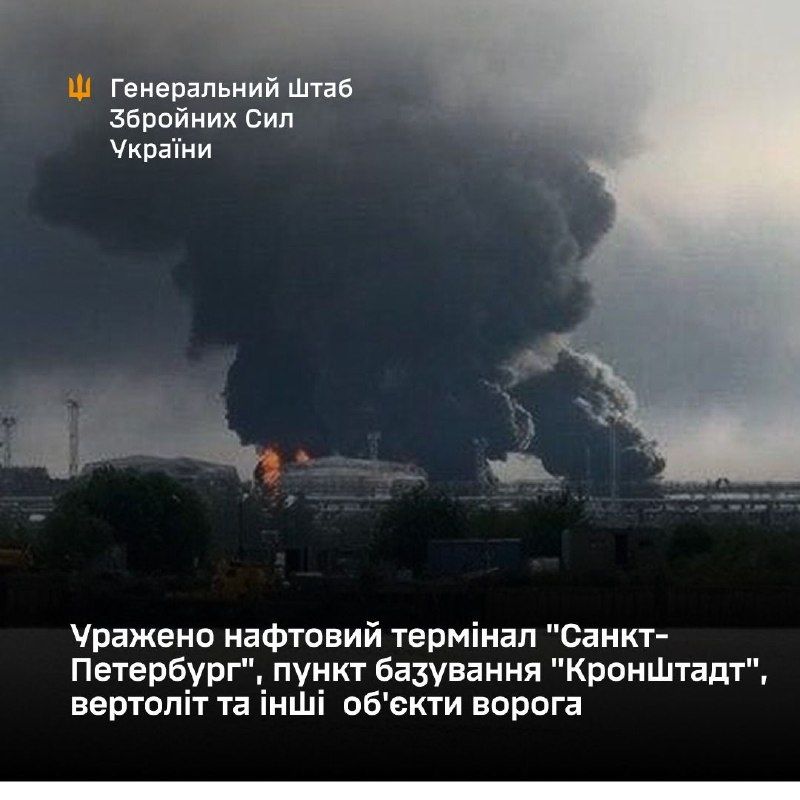 Генеральний штаб
Збройних Сил
України
Уражено нафтовий термінал "Санкт-
Петербург", пункт базування "Кронштадт",
вертоліт та інші  об'єкти ворога